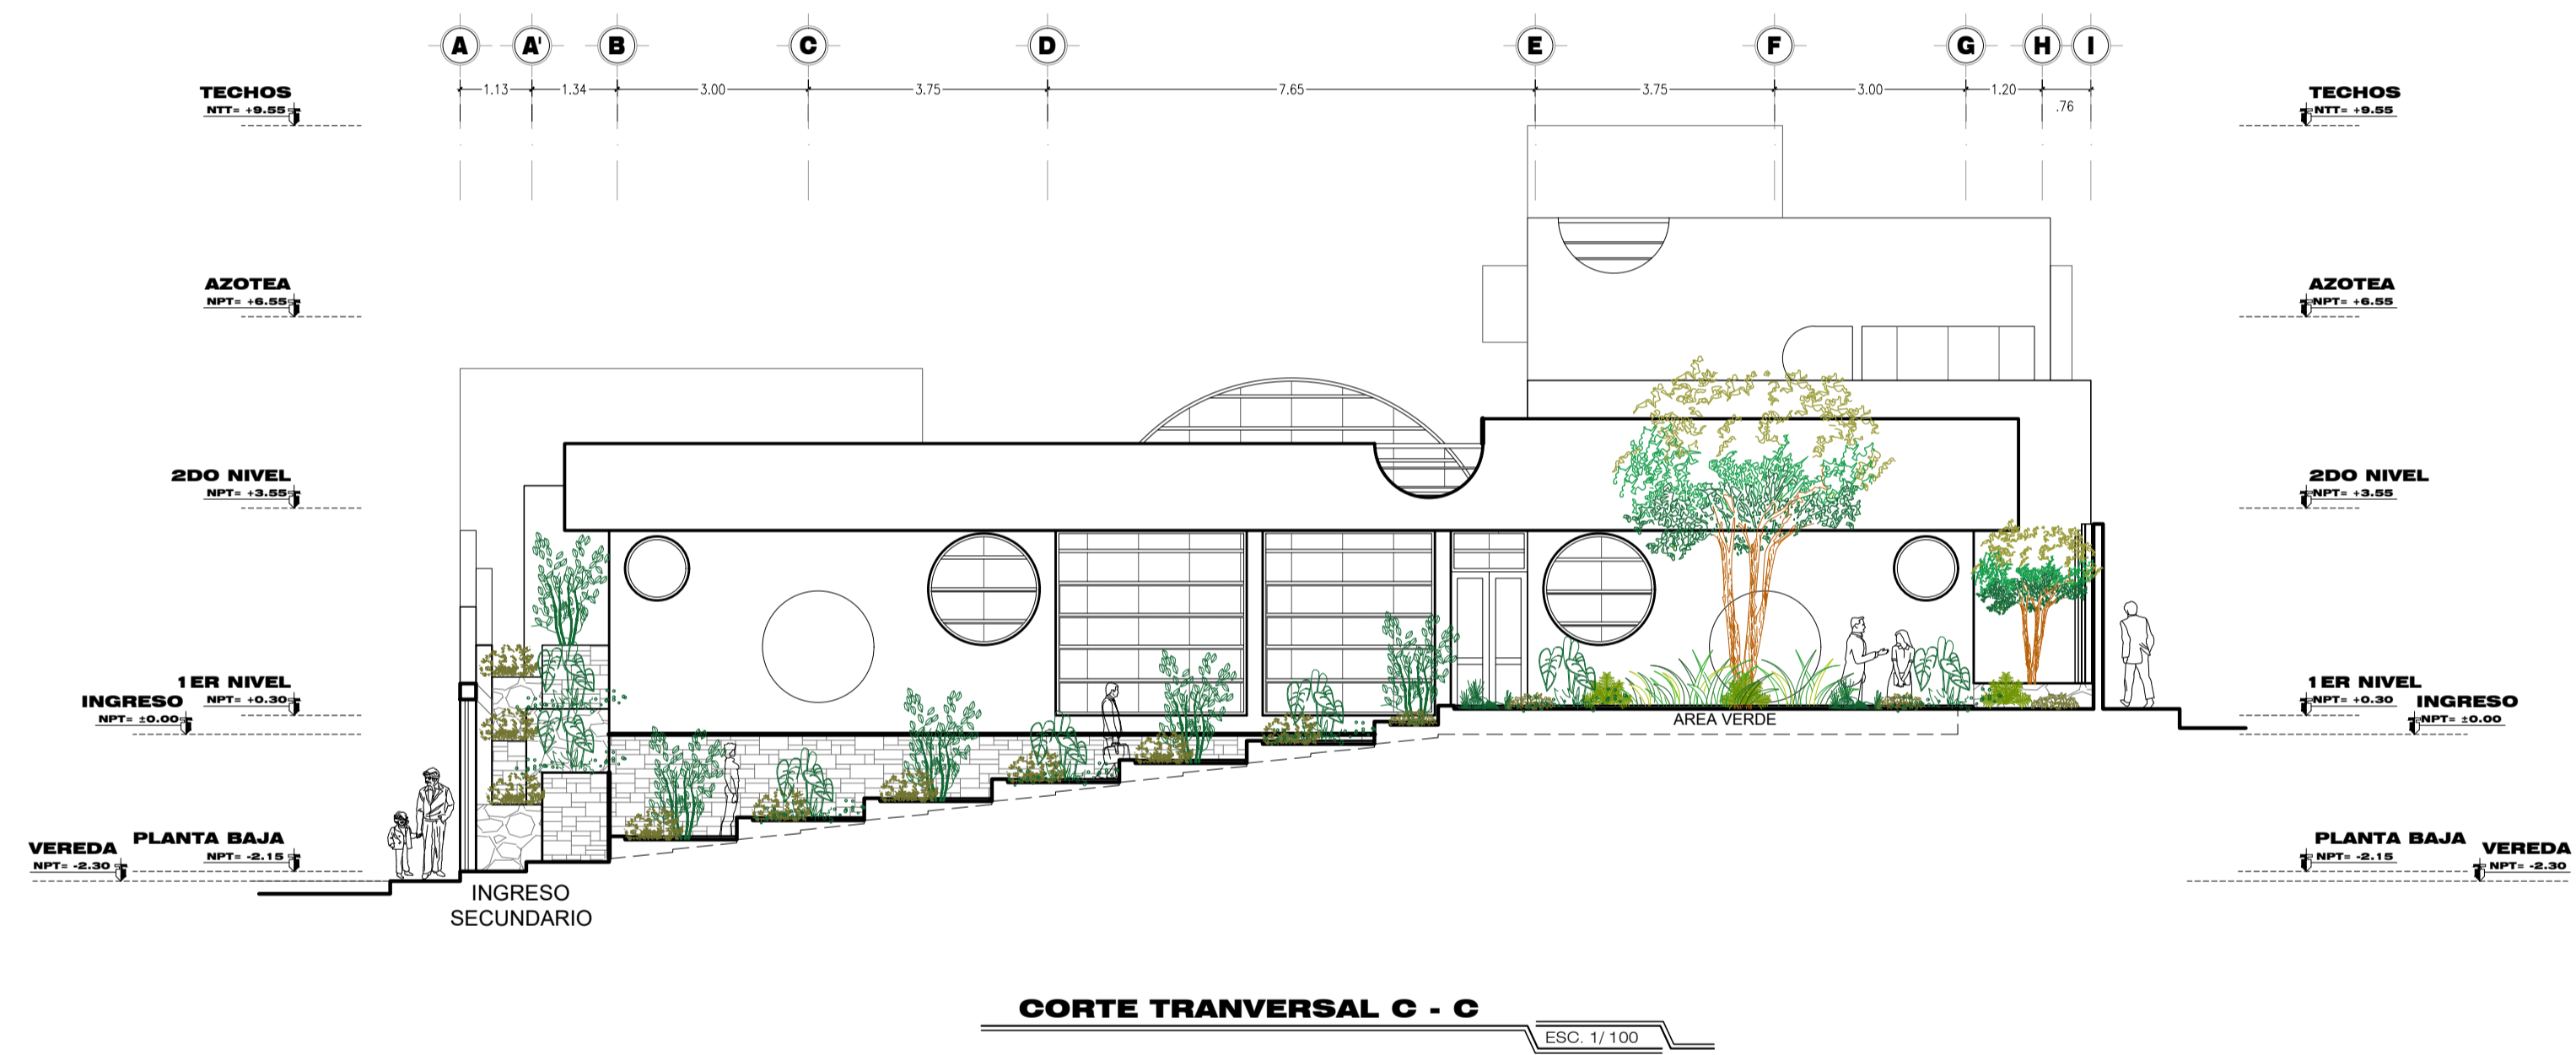 A A' B C D E F G H I
1.13 1.34 3.00 3.75 7.65 3.75 3.00 1.20 .76
TECHOS
NTT= +9.55
TECHOS
NTT= +9.55
AZOTEA
NPT= +6.55
AZOTEA
NPT= +6.55
2DO NIVEL
NPT= +3.55
2DO NIVEL
NPT= +3.55
1ER NIVEL
NPT= +0.30
INGRESO
NPT= ±0.00
1ER NIVEL
NPT= +0.30
INGRESO
NPT= ±0.00
AREA VERDE
PLANTA BAJA
NPT= -2.15
VEREDA
NPT= -2.30
PLANTA BAJA
NPT= -2.15
VEREDA
NPT= -2.30
INGRESO
SECUNDARIO
CORTE TRANVERSAL C - C
ESC. 1/ 100